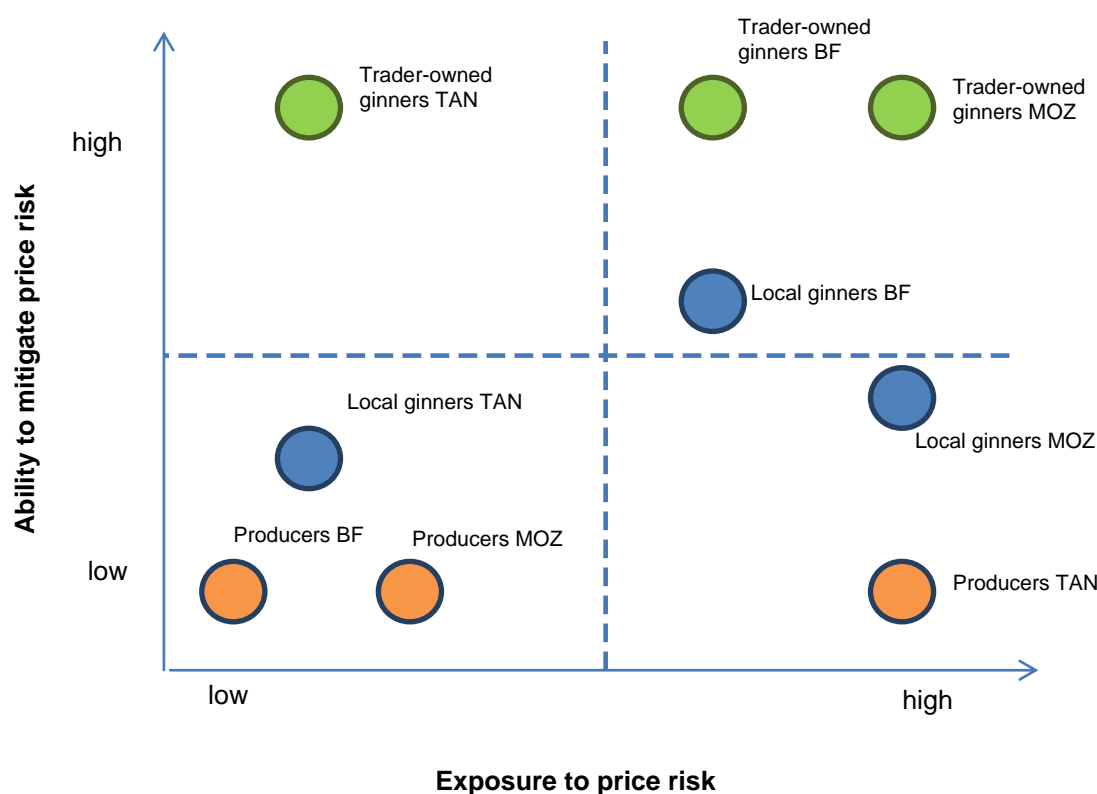 Trader-owned
ginners BF
Trader-owned
ginners TAN
Trader-owned
ginners MOZ
high
Ability to mitigate price risk
Local ginners BF
Local ginners TAN
Local ginners MOZ
Producers BF
Producers MOZ
low
Producers TAN
low
high
Exposure to price risk